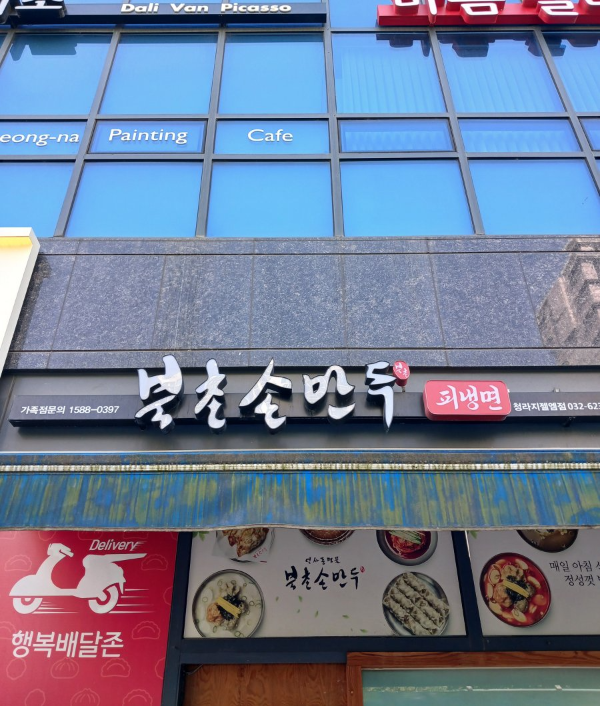 Dali Van Picasso
eong-na Painting Cafe
가족점문의 1588-0397
북촌손만두
피냉면
청라지젤엠점 032-623
Delivery
행복배달존
북촌손만두
매일 아침
정성껏